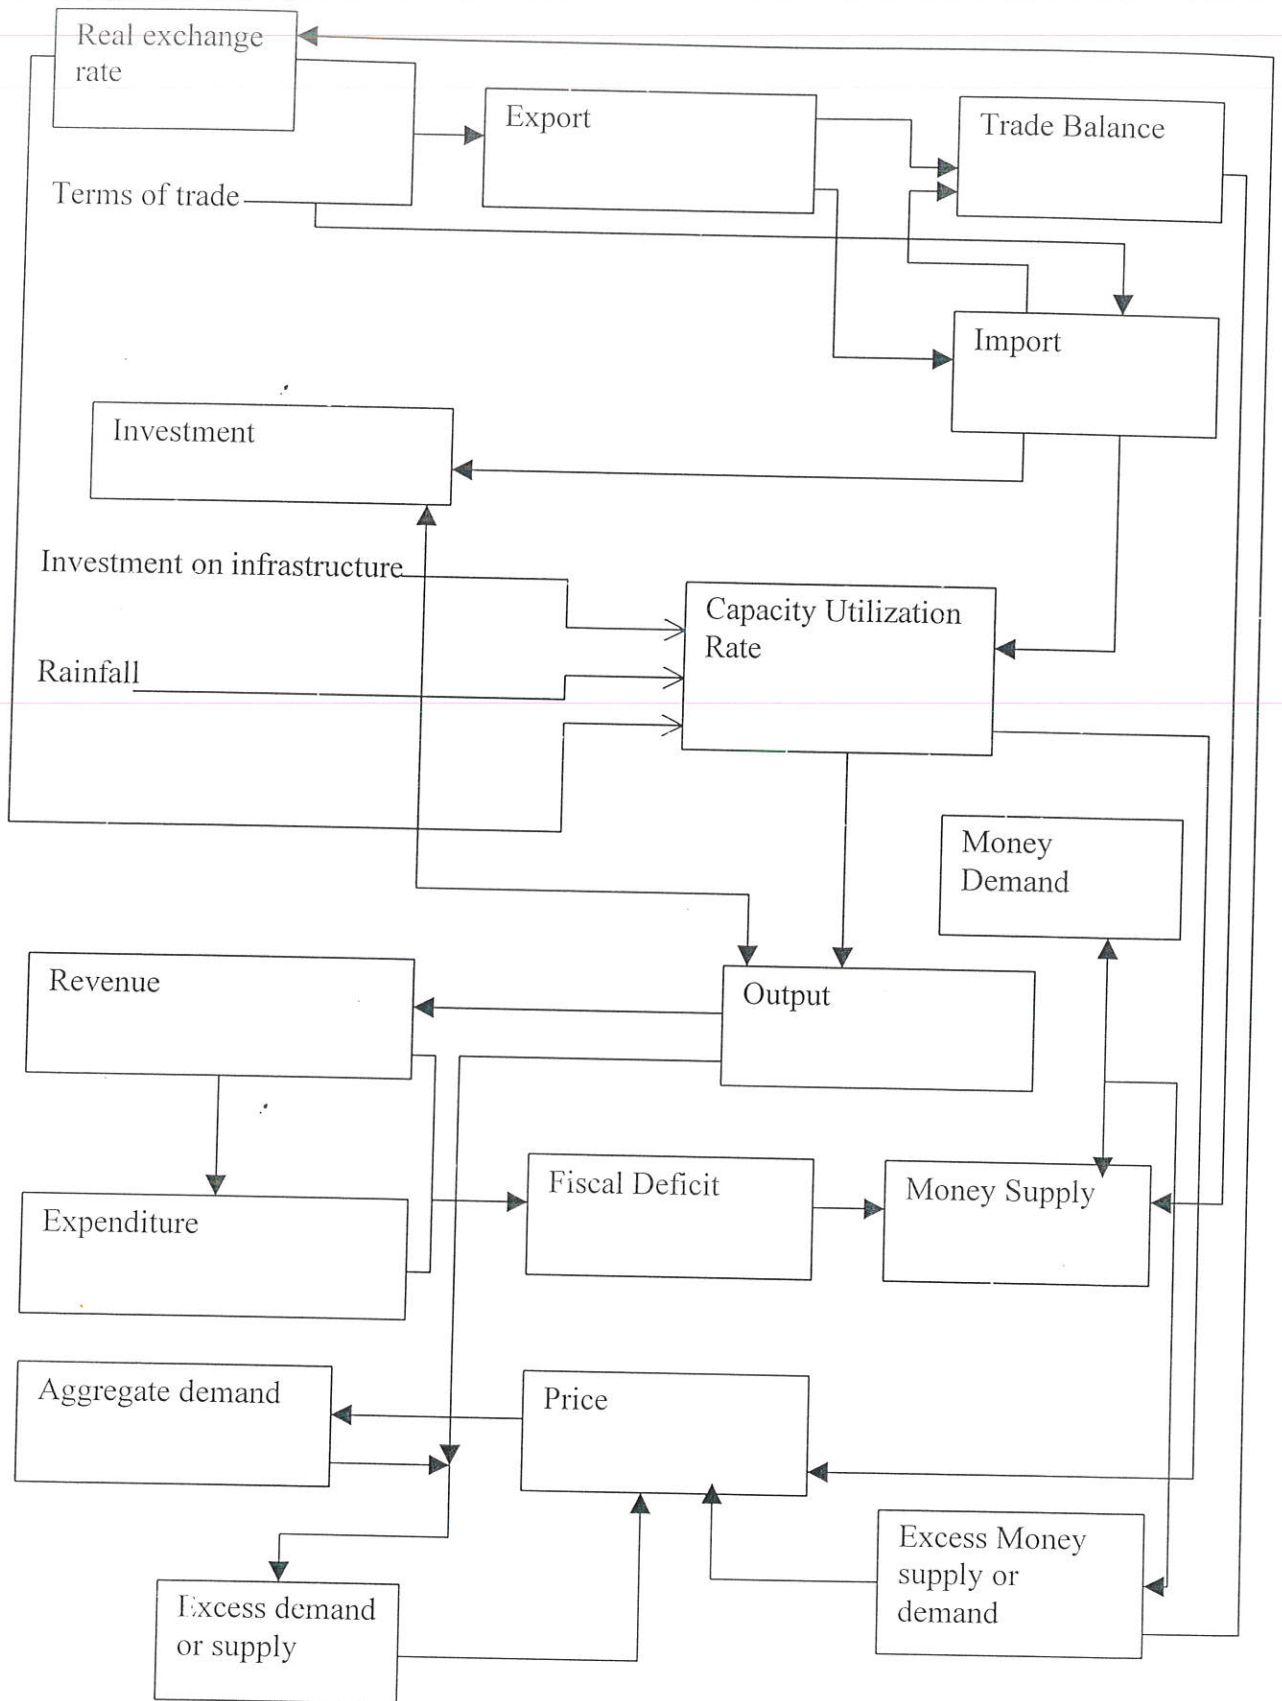 Real exchange
rate
Export
Trade Balance
Terms of trade
Import
Investment
Investment on infrastructure
Capacity Utilization
Rate
Rainfall
Money
Demand
Revenue
Output
Fiscal Deficit
Money Supply
Expenditure
Aggregate demand
Price
Excess Money
supply or
demand
Excess demand
or supply